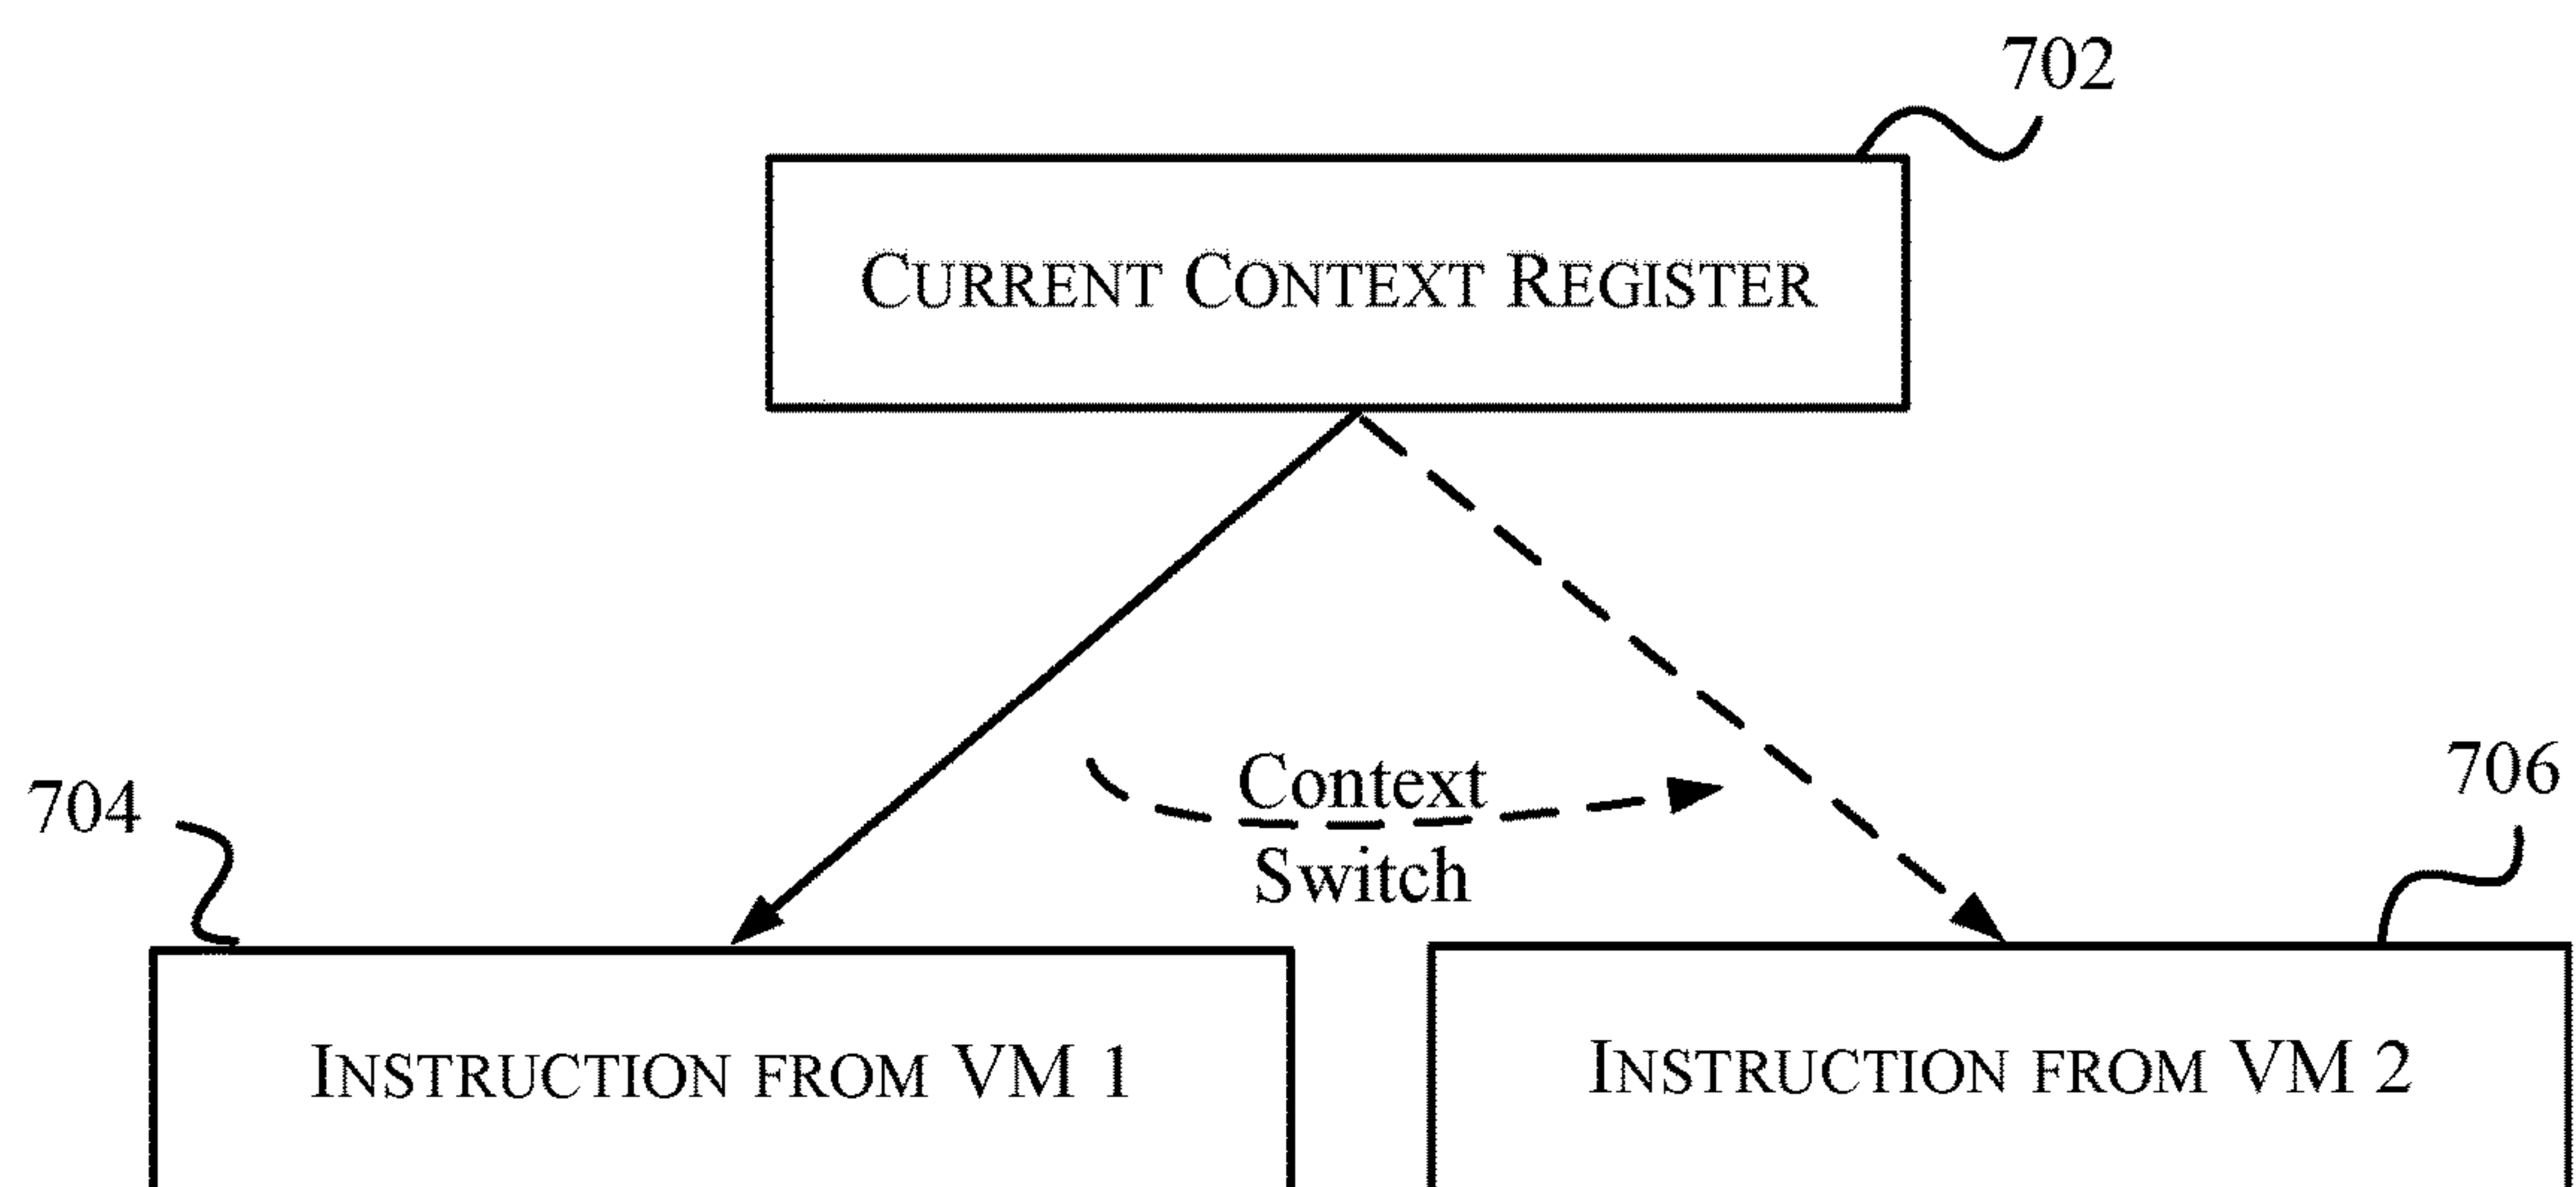 702
CURRENT CONTEXT REGISTER
704
Context
Switch
706
INSTRUCTION FROM VM 1
INSTRUCTION FROM VM 2